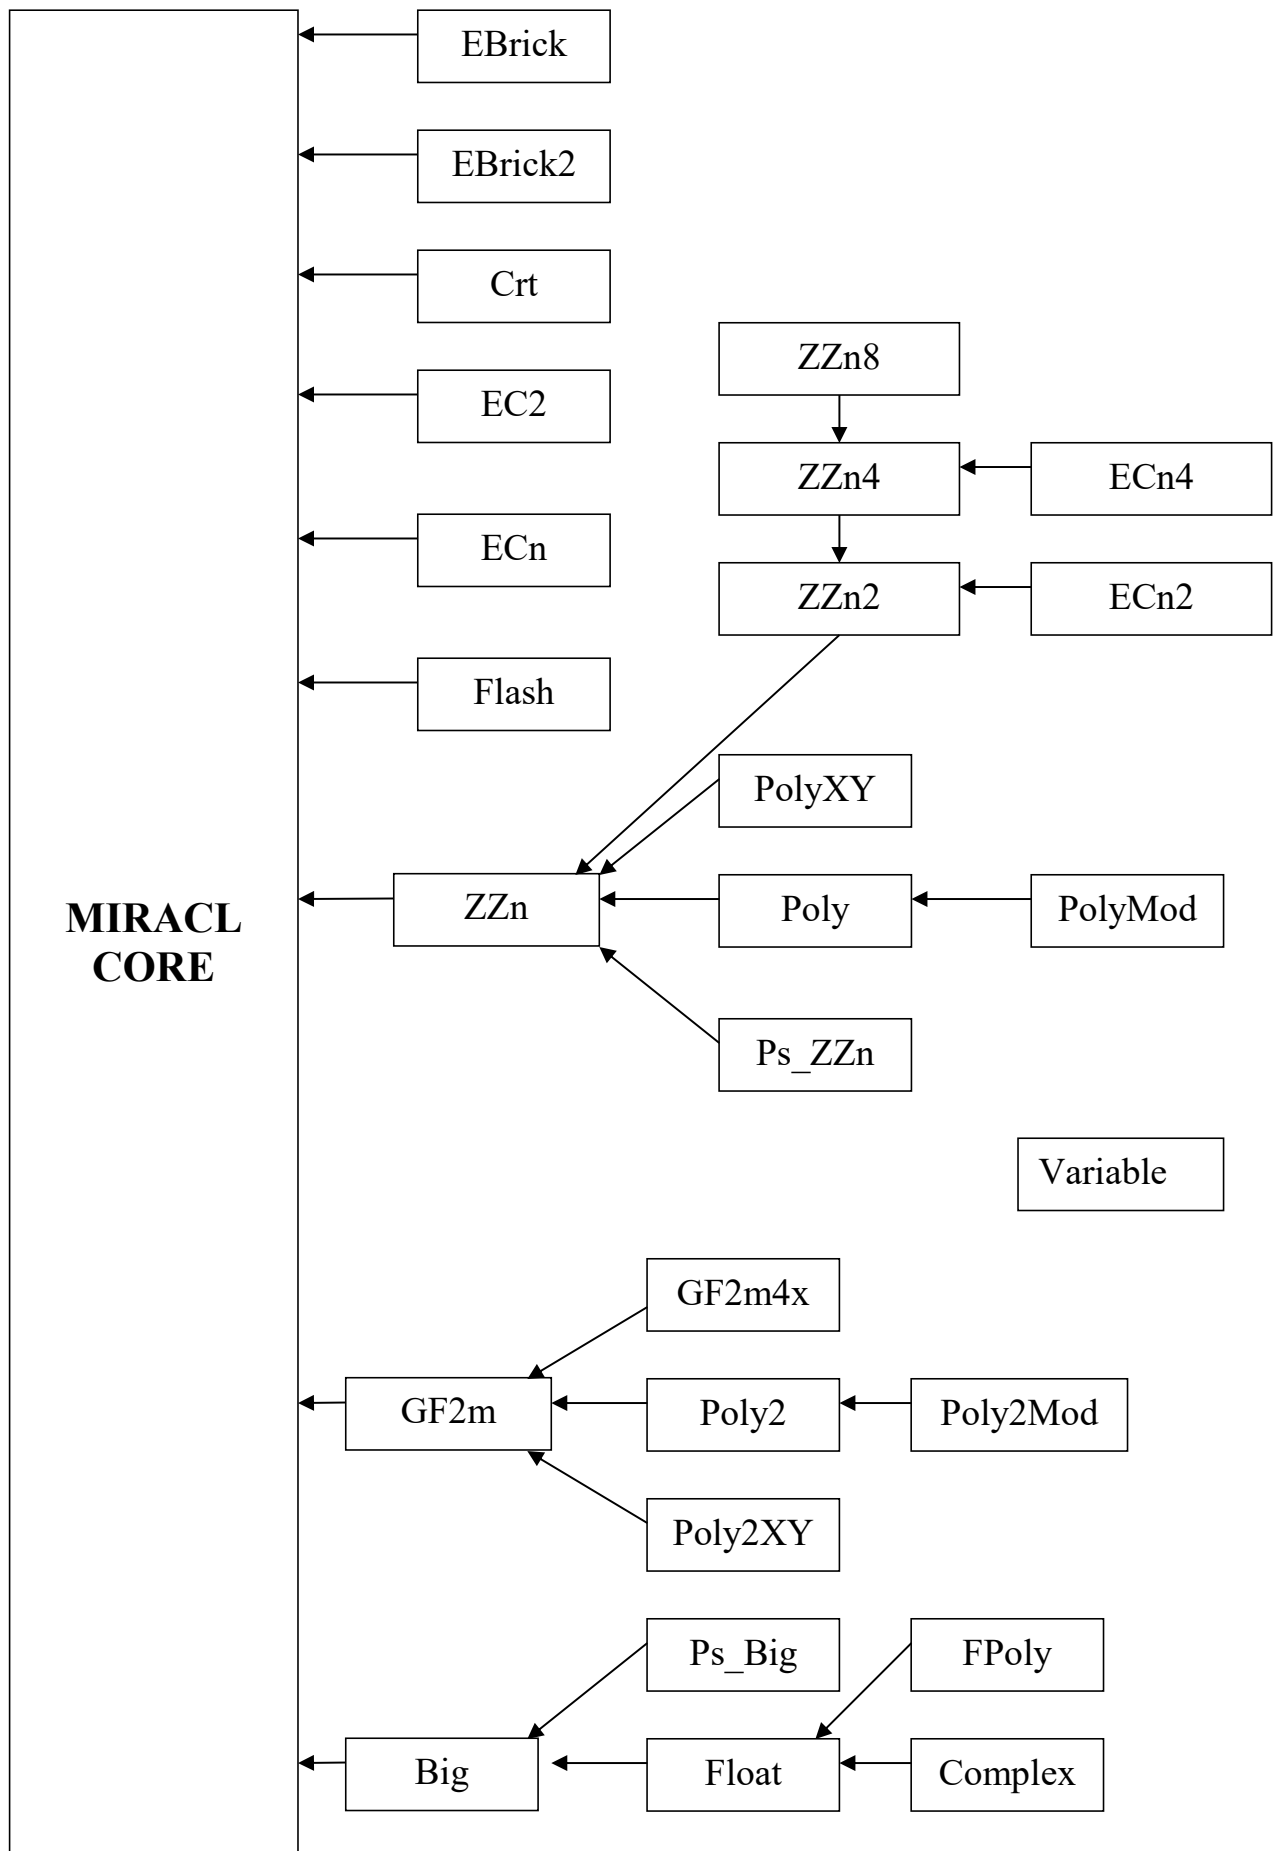 EBrick
EBrick2
Crt
ZZn8
EC2
ZZn4
ECn4
ECn
ZZn2
ECn2
Flash
PolyXY
ZZn
Poly
PolyMod
MIRACL
CORE
Ps_ZZn
Variable
GF2m4x
GF2m
Poly2
Poly2Mod
Poly2XY
Ps_Big
FPoly
Big
Float
Complex